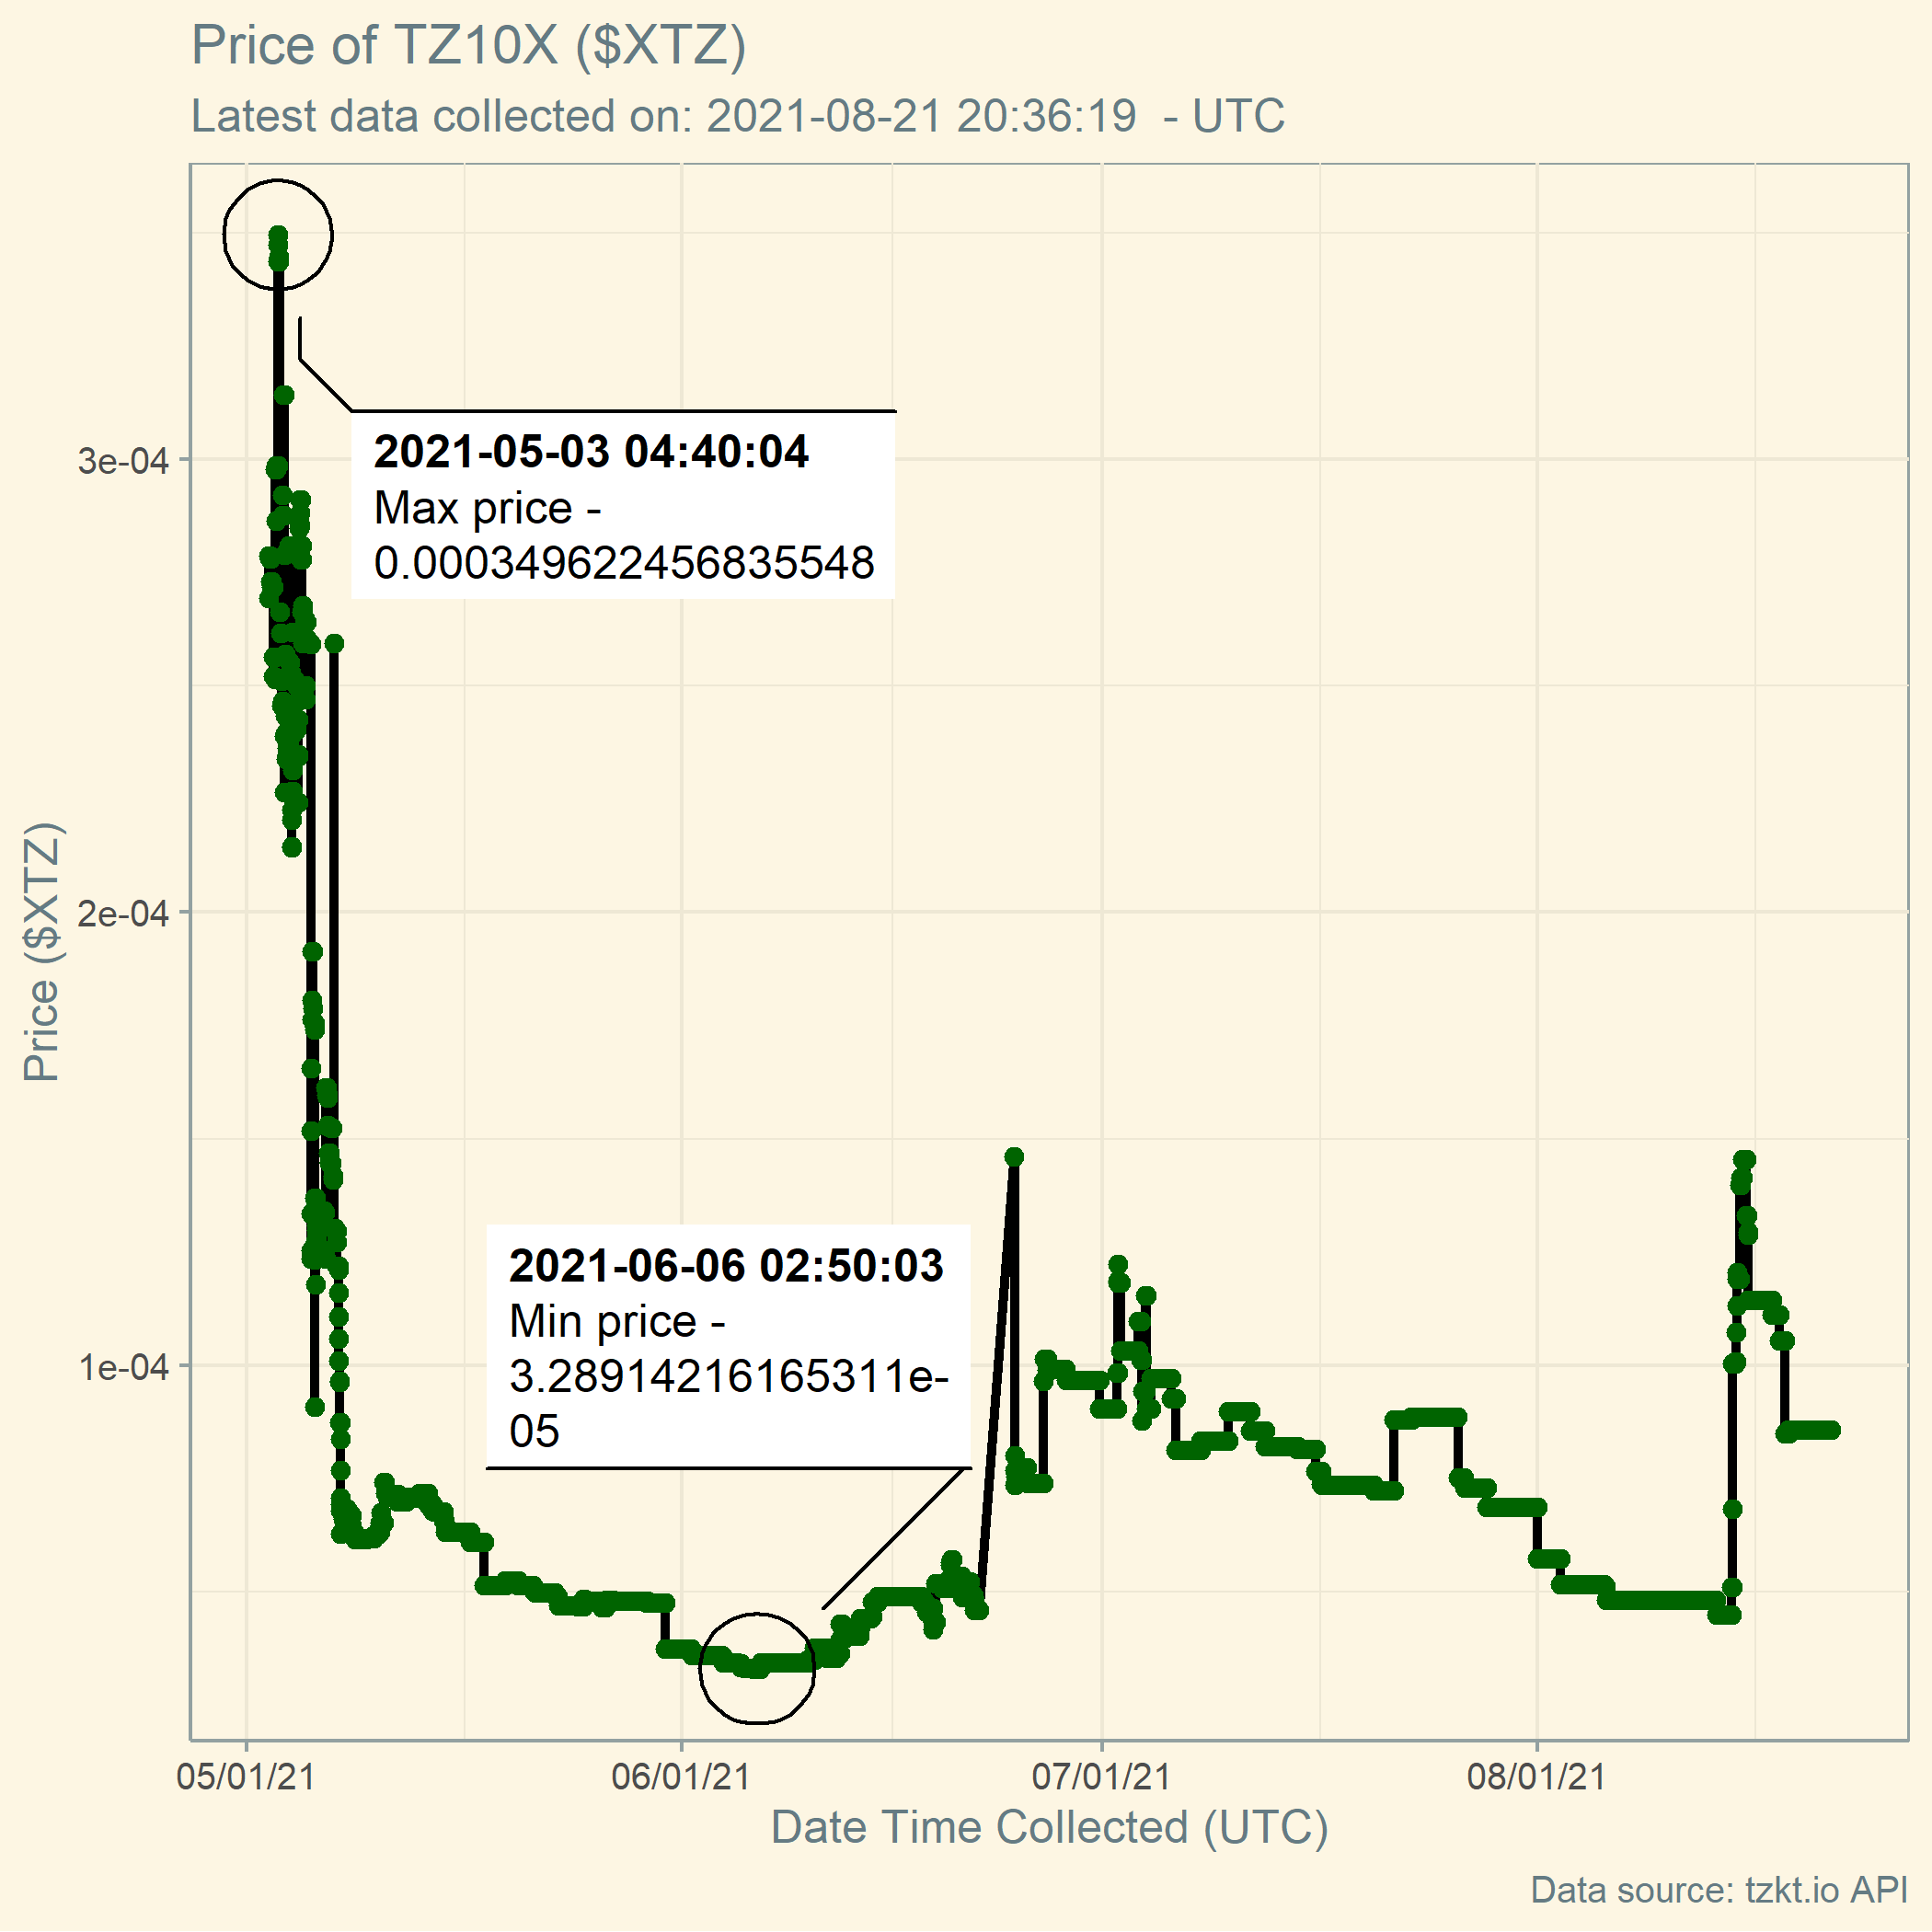 Price of TZ10X ($XTZ)
Latest data collected on: 2021-08-21 20:36:19  - UTC
Price ($XTZ)
3e-04
2e-04
1e-04
2021-05-03 04:40:04
Max price -
0.000349622456835548
2021-06-06 02:50:03
Min price -
3.28914216165311e-
05
05/01/21
06/01/21
07/01/21
08/01/21
Date Time Collected (UTC)
Data source: tzkt.io API